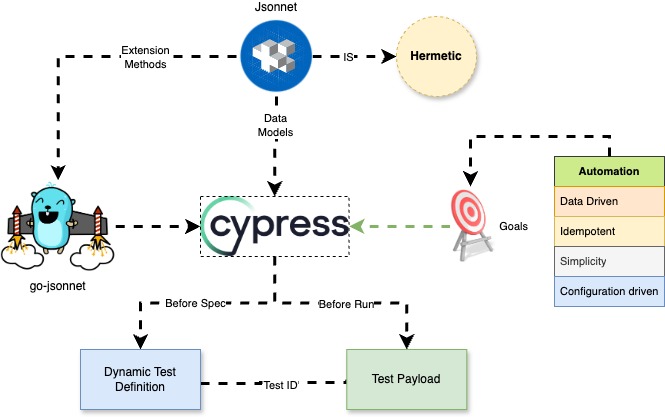 Jsonnet
Extension
Methods
IS
Hermetic
Data
Models
Automation
Data Driven
Idempotent
Simplicity
Configuration driven
cypress
Goals
go-jsonnet
Before Spec
Before Run
Dynamic Test
Definition
Test ID
Test Payload